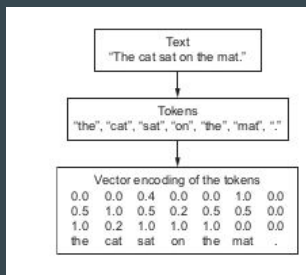 Text
“The cat sat on the mat.”
Tokens
“the”, “cat”, “sat”, “on”, “the”, “mat”, “.”
Vector encoding of the tokens
0.0 0.0 0.4 0.0 0.0 1.0 0.0
0.5 1.0 0.5 0.2 0.5 0.5 0.0
1.0 0.2 1.0 1.0 1.0 0.0 0.0
the cat sat on the mat .